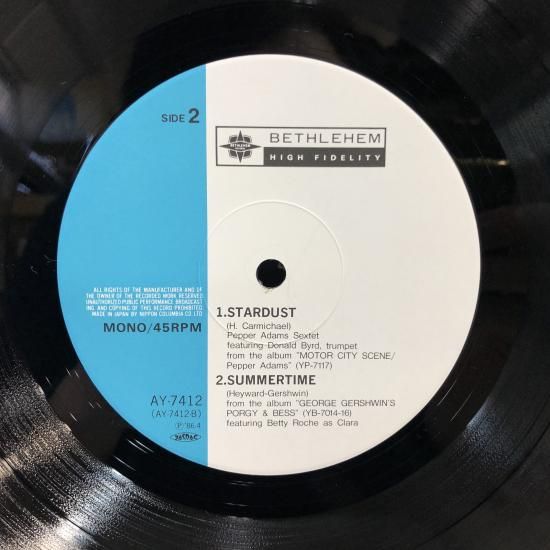 SIDE 2
BETHLEHEM
BETHLEHEM
HIGH FIDELITY
ALL RIGHTS OF THE MANUFACTURER AND OF
THE OWNER OF THE RECORDED WORK RESERVED
UNAUTHORIZED PUBLIC PERFORMANCE BROADCAST
ING AND COPYING OF THIS RECORD PROHIBITED
MADE IN JAPAN BY NIPPON COLUMBIA CO LTD
MONO/45RPM
1.STARDUST
(H. Carmichael)
Pepper Adams Sextet
featuring Donald Byrd, trumpet
from the album "MOTOR CITY SCENE/
Pepper Adams" (YP-7117)
2.SUMMERTIME
(Heyward-Gershwin)
from the album "GEORGE GERSHWIN'S
PORGY & BESS" (YB-7014-16)
featuring Betty Roche as Clara
AY-7412
(AY-7412B)
Ⓟ/'86.4